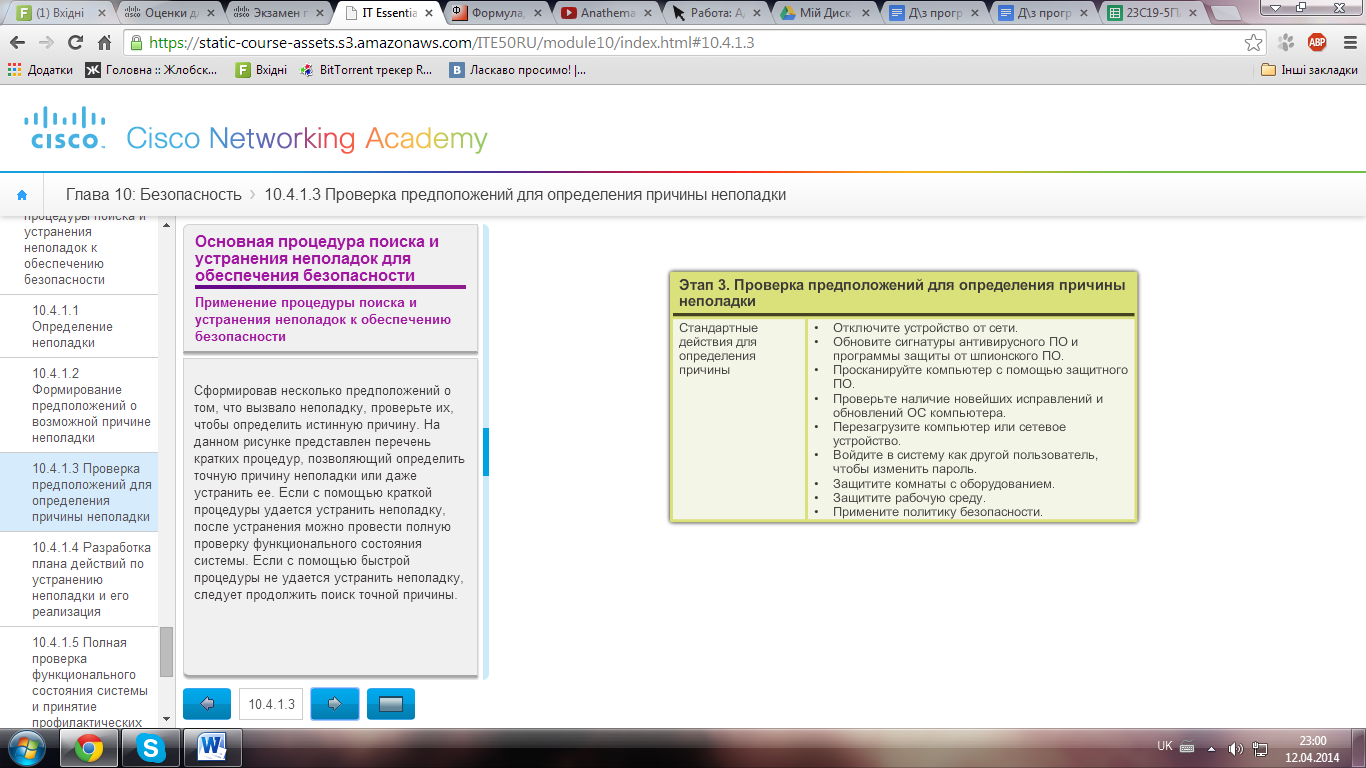 (1) Вхідні
Оценки дл
Экзамен г
IT Essentia
Формула,
Anathema
Работа: А
Мій Диск
Д\з прогр
Д\з прогр
23С19-5П
https://static-course-assets.s3.amazonaws.com/ITE50RU/module10/index.html#10.4.1.3
ABP
Додатки
Головна :: Жлобск...
Вхідні
BitTorrent трекер R...
Ласкаво просимо! |...
Інші закладки
CISCO.
Cisco Networking Academy
Глава 10: Безопасность
10.4.1.3 Проверка предположений для определения причины неполадки
процедуры поиска и
устранения
неполадок к
обеспечению
безопасности
10.4.1.1
Определение
неполадки
10.4.1.2
Формирование
предположений о
возможной причине
неполадки
10.4.1.3 Проверка
предположений для
определения
причины неполадки
10.4.1.4 Разработка
плана действий по
устранению
неполадки и его
реализация
10.4.1.5 Полная
проверка
функционального
состояния системы
и принятие
профилактических
Основная процедура поиска и
устранения неполадок для
обеспечения безопасности
Применение процедуры поиска и
устранения неполадок к обеспечению
безопасности
Сформировав несколько предположений о
том, что вызвало неполадку, проверьте их,
чтобы определить истинную причину. На
данном рисунке представлен перечень
кратких процедур, позволяющий определить
точную причину неполадки или даже
устранить ее. Если с помощью краткой
процедуры удается устранить неполадку,
после устранения можно провести полную
проверку функционального состояния
системы. Если с помощью быстрой
процедуры не удается устранить неполадку,
следует продолжить поиск точной причины.
10.4.1.3
Этап 3. Проверка предположений для определения причины
неполадки
Стандартные
действия для
определения
причины
• Отключите устройство от сети.
• Обновите сигнатуры антивирусного ПО и
программы защиты от шпионского ПО.
• Просканируйте компьютер с помощью защитного
ПО.
• Проверьте наличие новейших исправлений и
обновлений ОС компьютера.
• Перезагрузите компьютер или сетевое
устройство.
• Войдите в систему как другой пользователь,
чтобы изменить пароль.
• Защитите комнаты с оборудованием.
• Защитите рабочую среду.
• Примените политику безопасности.
UK
23:00
12.04.2014